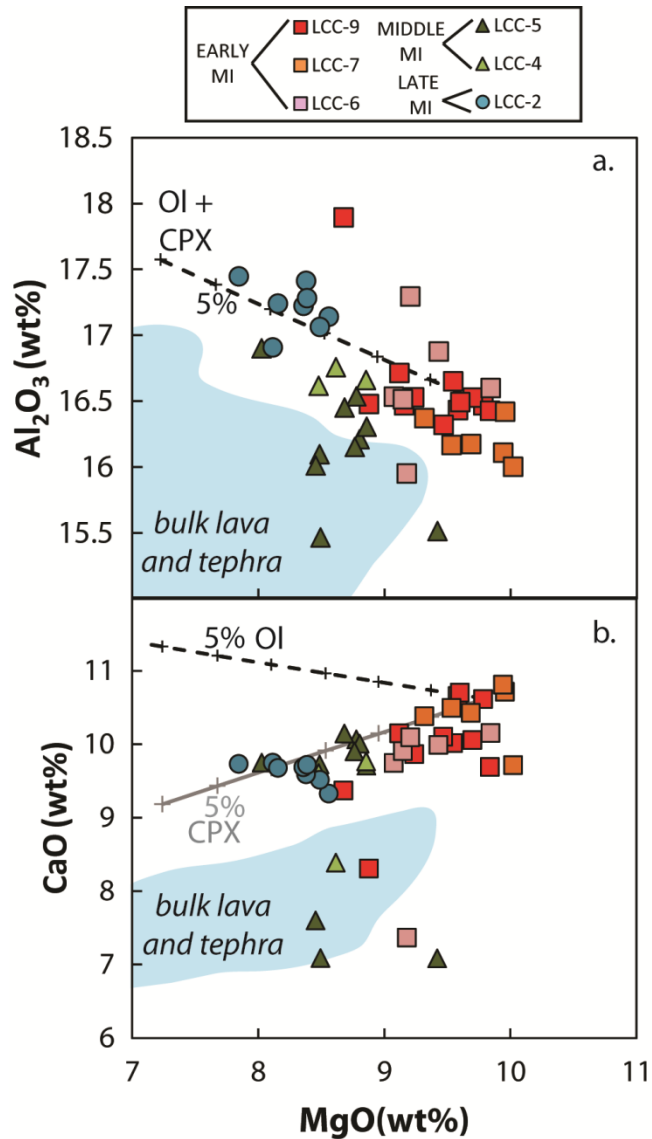 EARLY MI
LCC-9
LCC-7
LCC-6
MIDDLE MI
LCC-5
LCC-4
LATE MI
LCC-2
a.
18.5
18
17.5
17
16.5
16
15.5
Al₂O₃ (wt%)
Ol +
CPX
5%
bulk lava
and tephra
b.
11
10
9
8
7
6
CaO (wt%)
5% Ol
5%
CPX
bulk lava
and tephra
7 8 9 10 11
MgO(wt%)